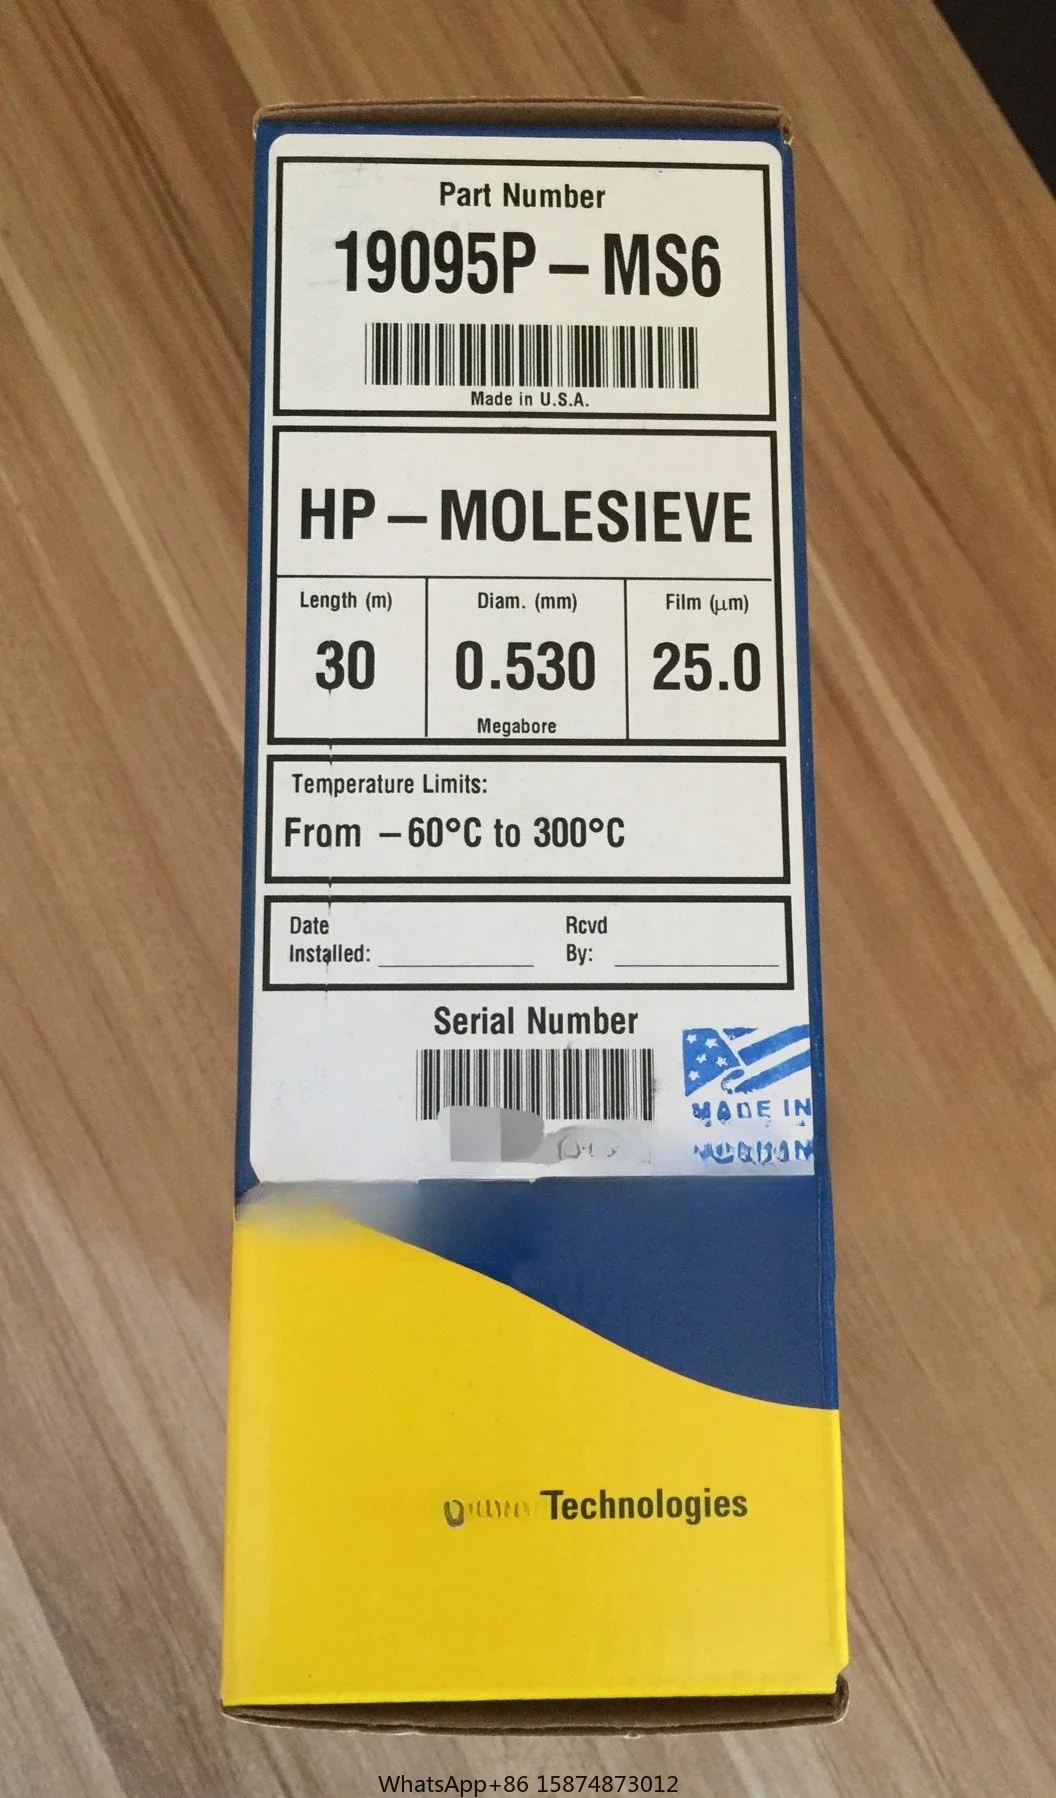 Part Number
19095P – MS6
Made in U.S.A.
HP – MOLESIEVE
Length (m)
Diam. (mm)
Film (μm)
30
0.530
25.0
Megabore
Temperature Limits:
From –60°C to 300°C
Date
Installed:
Rcvd
By:
Serial Number
MADE IN
Technologies
WhatsApp+86 15874873012